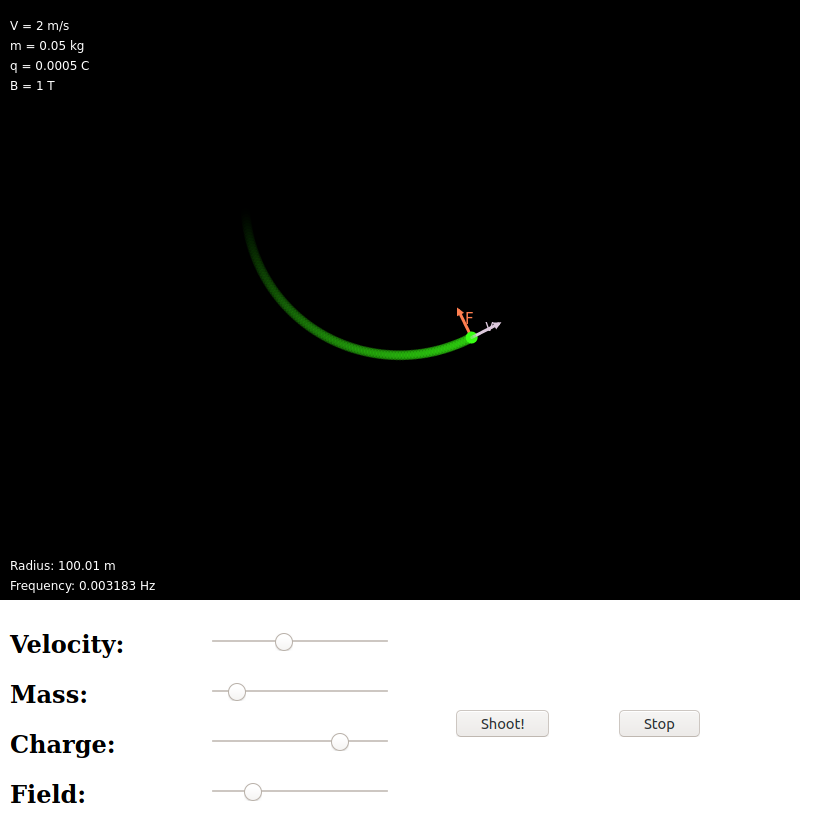 V = 2 m/s
m = 0.05 kg
q = 0.0005 C
B = 1 T
F
V
Radius: 100.01 m
Frequency: 0.003183 Hz
Velocity:
Mass:
Shoot!
Stop
Charge:
Field: